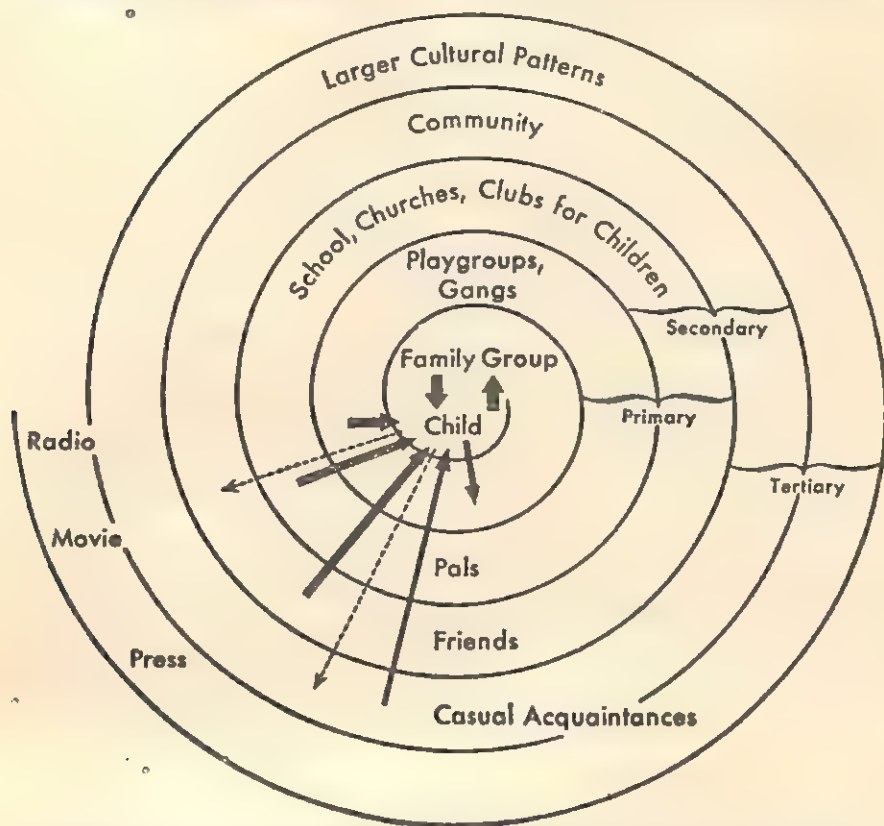 Larger Cultural Patterns
Community
School, Churches, Clubs for Children
Playgroups,
Gangs
Secondary
Family Group
Primary
Child
Radio
Tertiary
Movie
Pals
Friends
Press
Casual Acquaintances